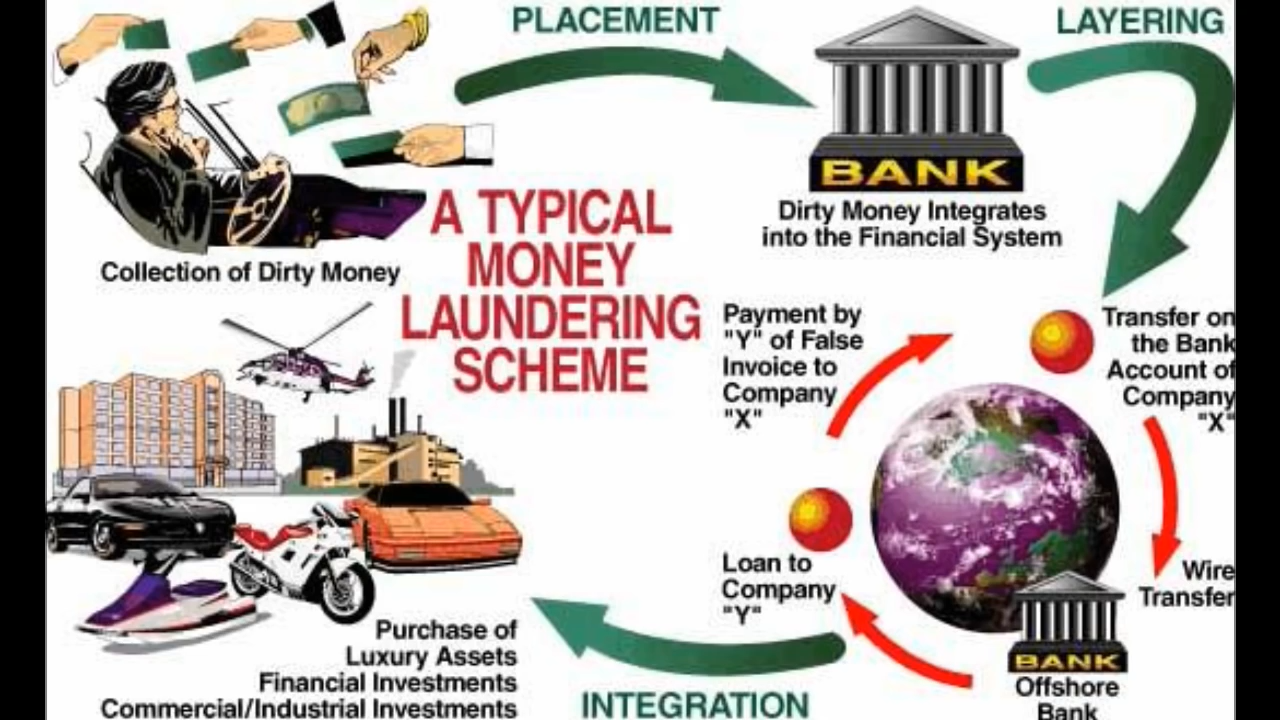 PLACEMENT
LAYERING
BANK
Dirty Money Integrates
into the Financial System
Collection of Dirty Money
A TYPICAL
MONEY
LAUNDERING
SCHEME
Payment by
"Y" of False
Invoice to
Company
"X"
Transfer on
the Bank
Account of
Company
"X"
Wire
Transfer
Loan to
Company
"Y"
BANK
Offshore
Bank
Purchase of
Luxury Assets
Financial Investments
Commercial/Industrial Investments
INTEGRATION